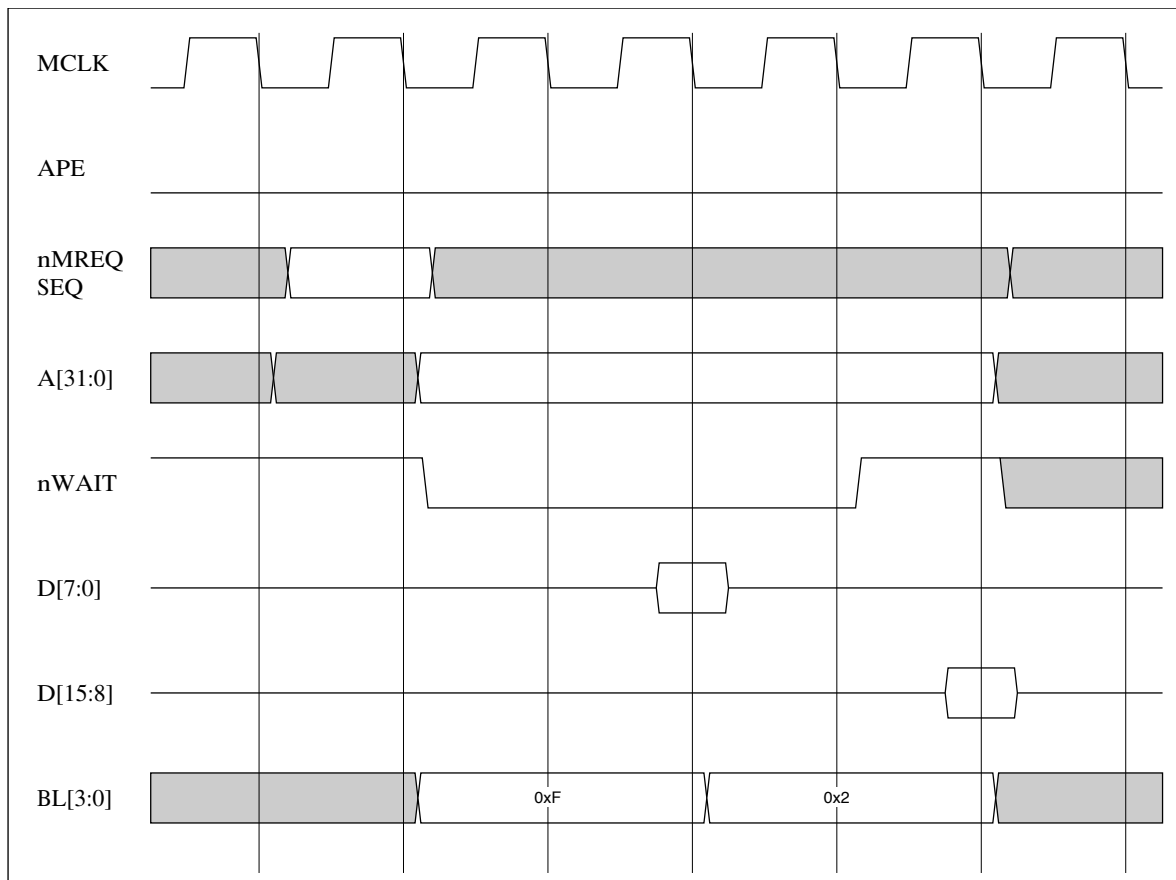 MCLK
APE
nMREQ
SEQ
A[31:0]
nWAIT
D[7:0]
D[15:8]
BL[3:0]
0xF
0x2